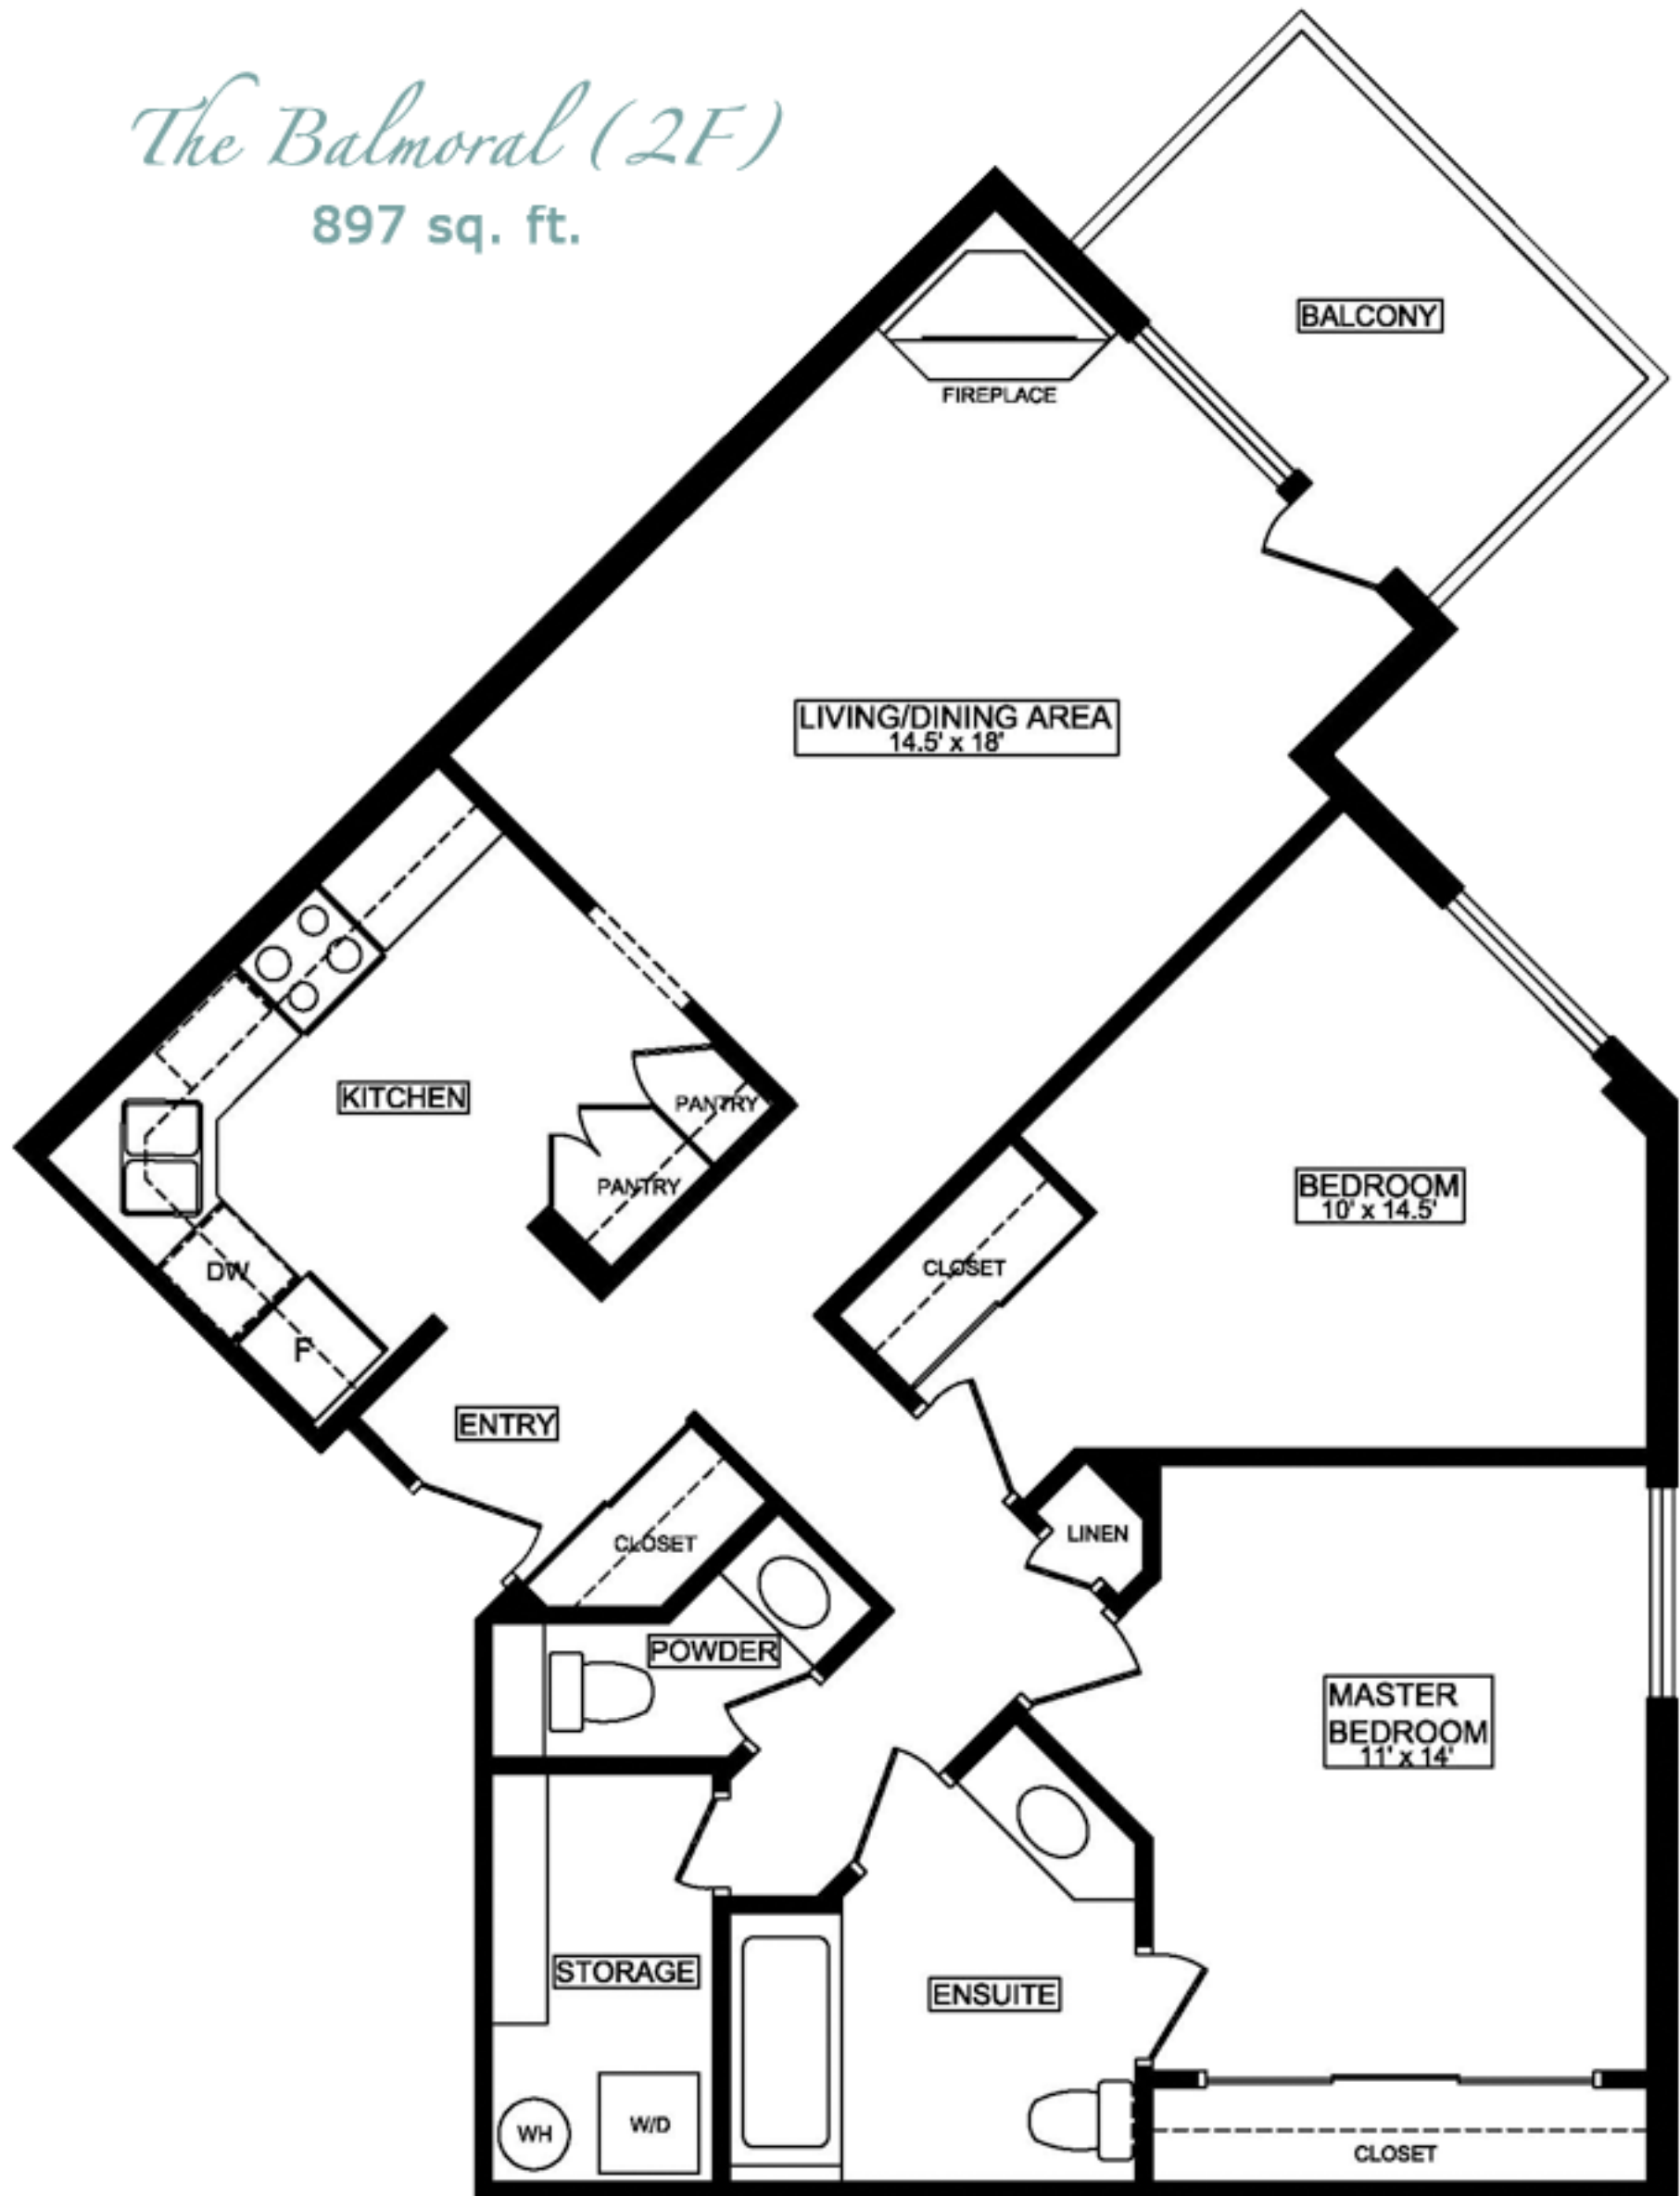 The Balmoral (2F)
897 sq. ft.
BALCONY
FIREPLACE
LIVING/DINING AREA
14.5' x 18'
KITCHEN
PANTRY
PANTRY
BEDROOM
10' x 14.5'
CLOSET
DW
F
ENTRY
CLOSET
LINEN
POWDER
MASTER
BEDROOM
11' x 14'
STORAGE
ENSUITE
WH
W/D
CLOSET